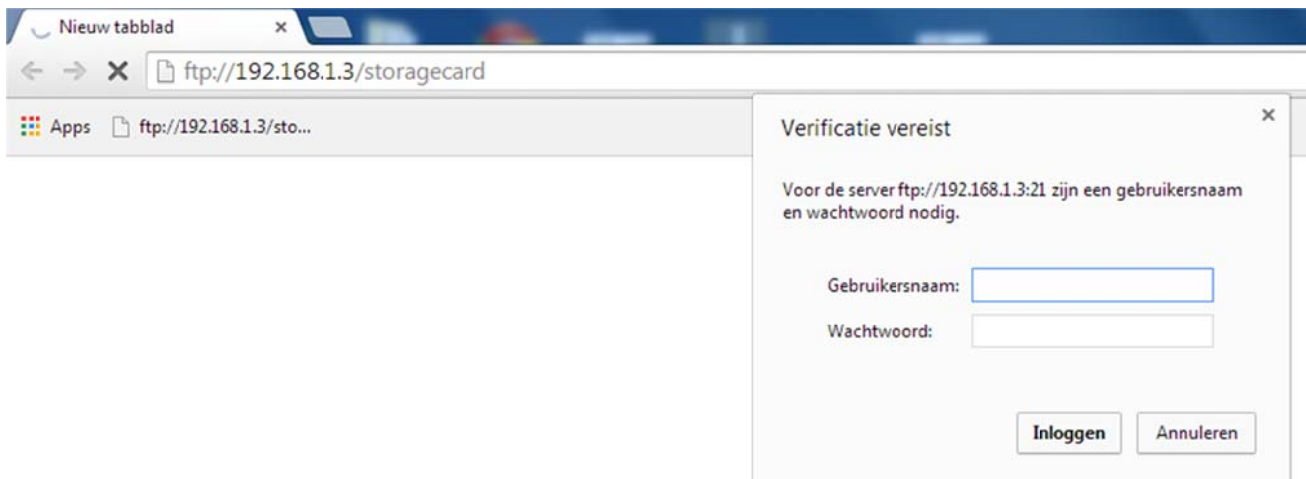 Nieuw tabblad
ftp://192.168.1.3/storagecard
Apps ftp://192.168.1.3/sto...
Verificatie vereist
Voor de server ftp://192.168.1.3:21 zijn een gebruikersnaam
en wachtwoord nodig.
Gebruikersnaam:
Wachtwoord:
Inloggen Annuleren